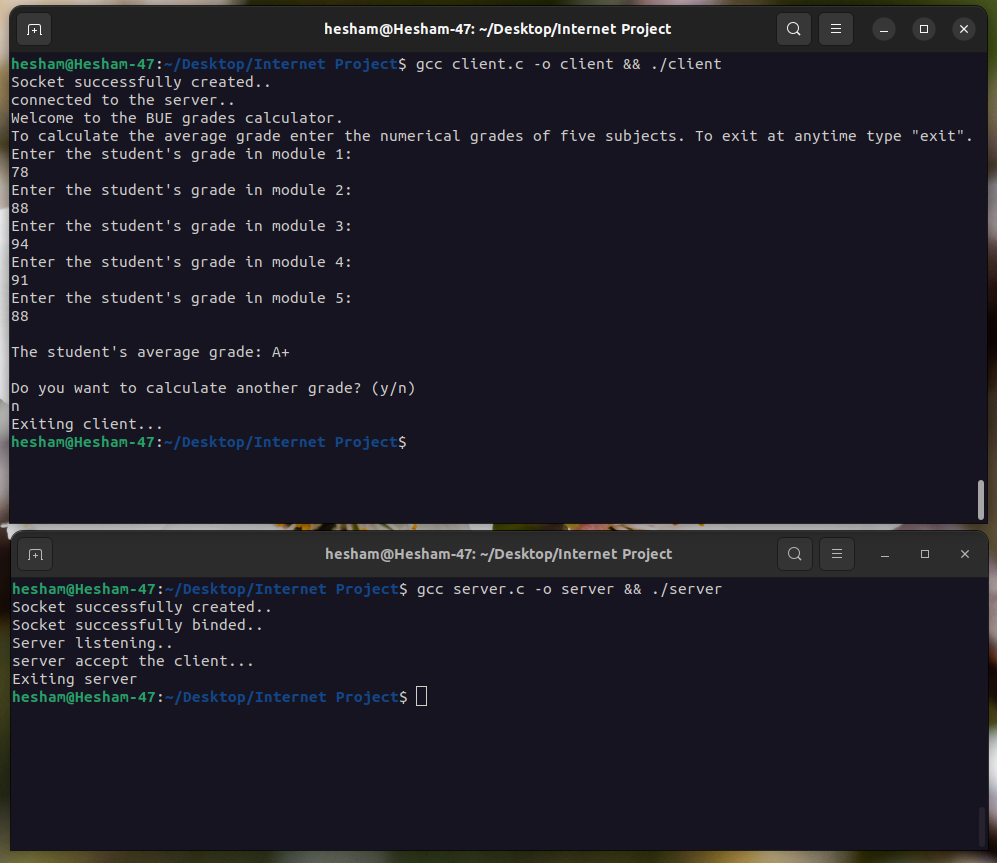 hesham@Hesham-47: ~/Desktop/Internet Project
hesham@Hesham-47:~/Desktop/Internet Project$ gcc client.c -o client && ./client
Socket successfully created..
connected to the server..
Welcome to the BUE grades calculator.
To calculate the average grade enter the numerical grades of five subjects. To exit at anytime type "exit".
Enter the student's grade in module 1:
78
Enter the student's grade in module 2:
88
Enter the student's grade in module 3:
94
Enter the student's grade in module 4:
91
Enter the student's grade in module 5:
88
The student's average grade: A+
Do you want to calculate another grade? (y/n)
n
Exiting client...
hesham@Hesham-47:~/Desktop/Internet Project$
hesham@Hesham-47: ~/Desktop/Internet Project
hesham@Hesham-47:~/Desktop/Internet Project$ gcc server.c -o server && ./server
Socket successfully created..
Socket successfully binded..
Server listening..
server accept the client...
Exiting server
hesham@Hesham-47:~/Desktop/Internet Project$